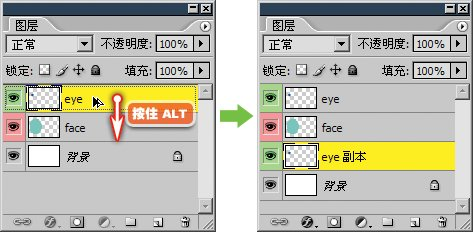 图层
正常 不透明度: 100%
锁定: 填充: 100%
eye
按住 ALT
face
背景
图层
正常 不透明度: 100%
锁定: 填充: 100%
eye
face
eye 副本
背景